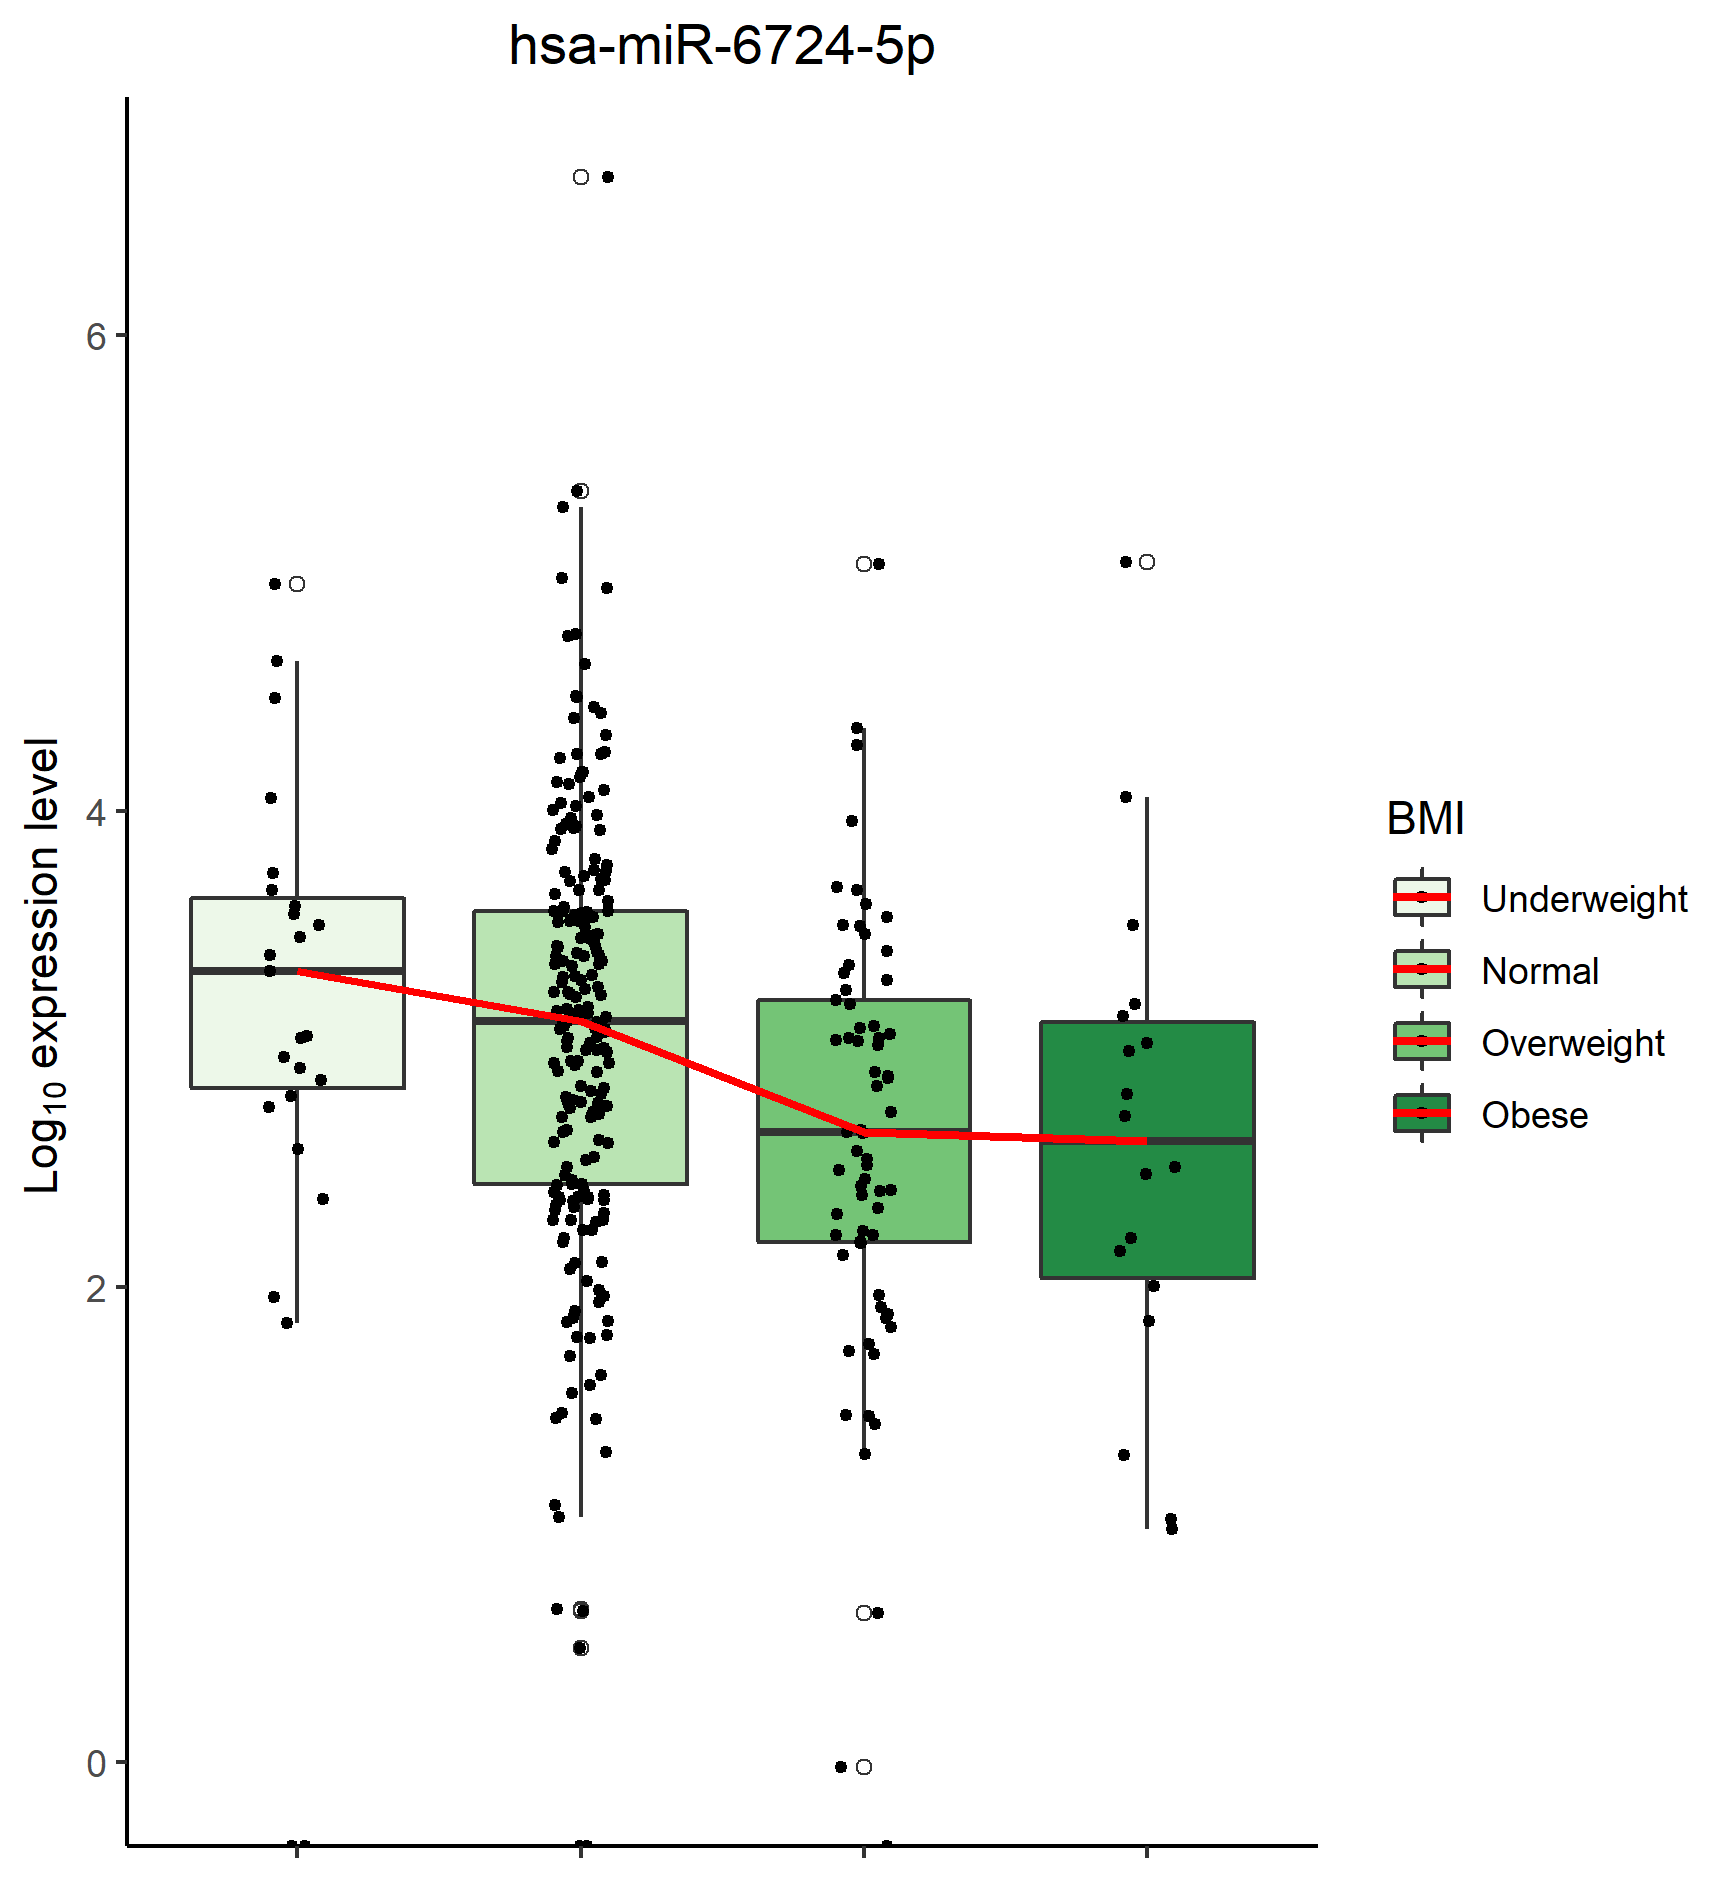 hsa-miR-6724-5p
Log10 expression level
6
4
2
0
BMI
Underweight
Normal
Overweight
Obese